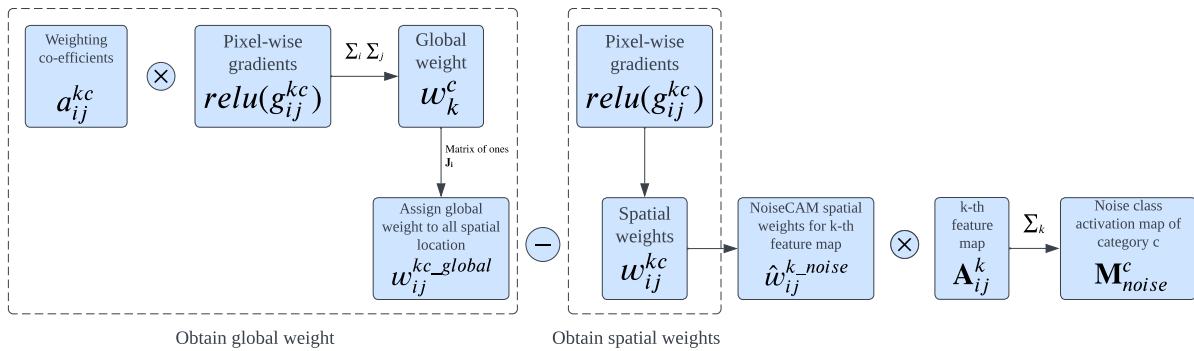 Weighting
co-efficients
a_{ij}^{kc}
×
Pixel-wise
gradients
relu(g_{ij}^{kc})
Σ_i Σ_j
Global
weight
w_k^c
Matrix of ones
J_i
Assign global
weight to all spatial
location
w_{ij}^{kc_global}
Obtain global weight
−
Pixel-wise
gradients
relu(g_{ij}^{kc})
Spatial
weights
w_{ij}^{kc}
Obtain spatial weights
NoiseCAM spatial
weights for k-th
feature map
ŵ_{ij}^{k_noise}
×
k-th
feature
map
A_{ij}^k
Σ_k
Noise class
activation map of
category c
M_{noise}^c